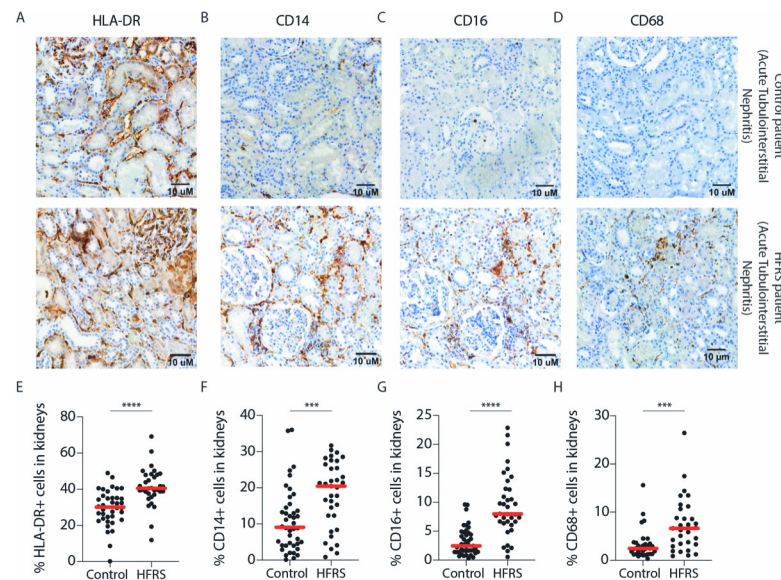 A HLA-DR B CD14 C CD16 D CD68
Control patient
(Acute Tubulointerstitial
Nephritis)
10 uM 10 uM 10 uM 10 uM
HFRS patient
(Acute Tubulointerstitial
Nephritis)
10 uM 10 uM 10 uM 10 µm
E F G H
% HLA-DR+ cells in kidneys
80
60
40
20
0
****
Control HFRS
% CD14+ cells in kidneys
40
30
20
10
0
***
Control HFRS
% CD16+ cells in kidneys
25
20
15
10
5
0
****
Control HFRS
% CD68+ cells in kidneys
30
20
10
0
***
Control HFRS